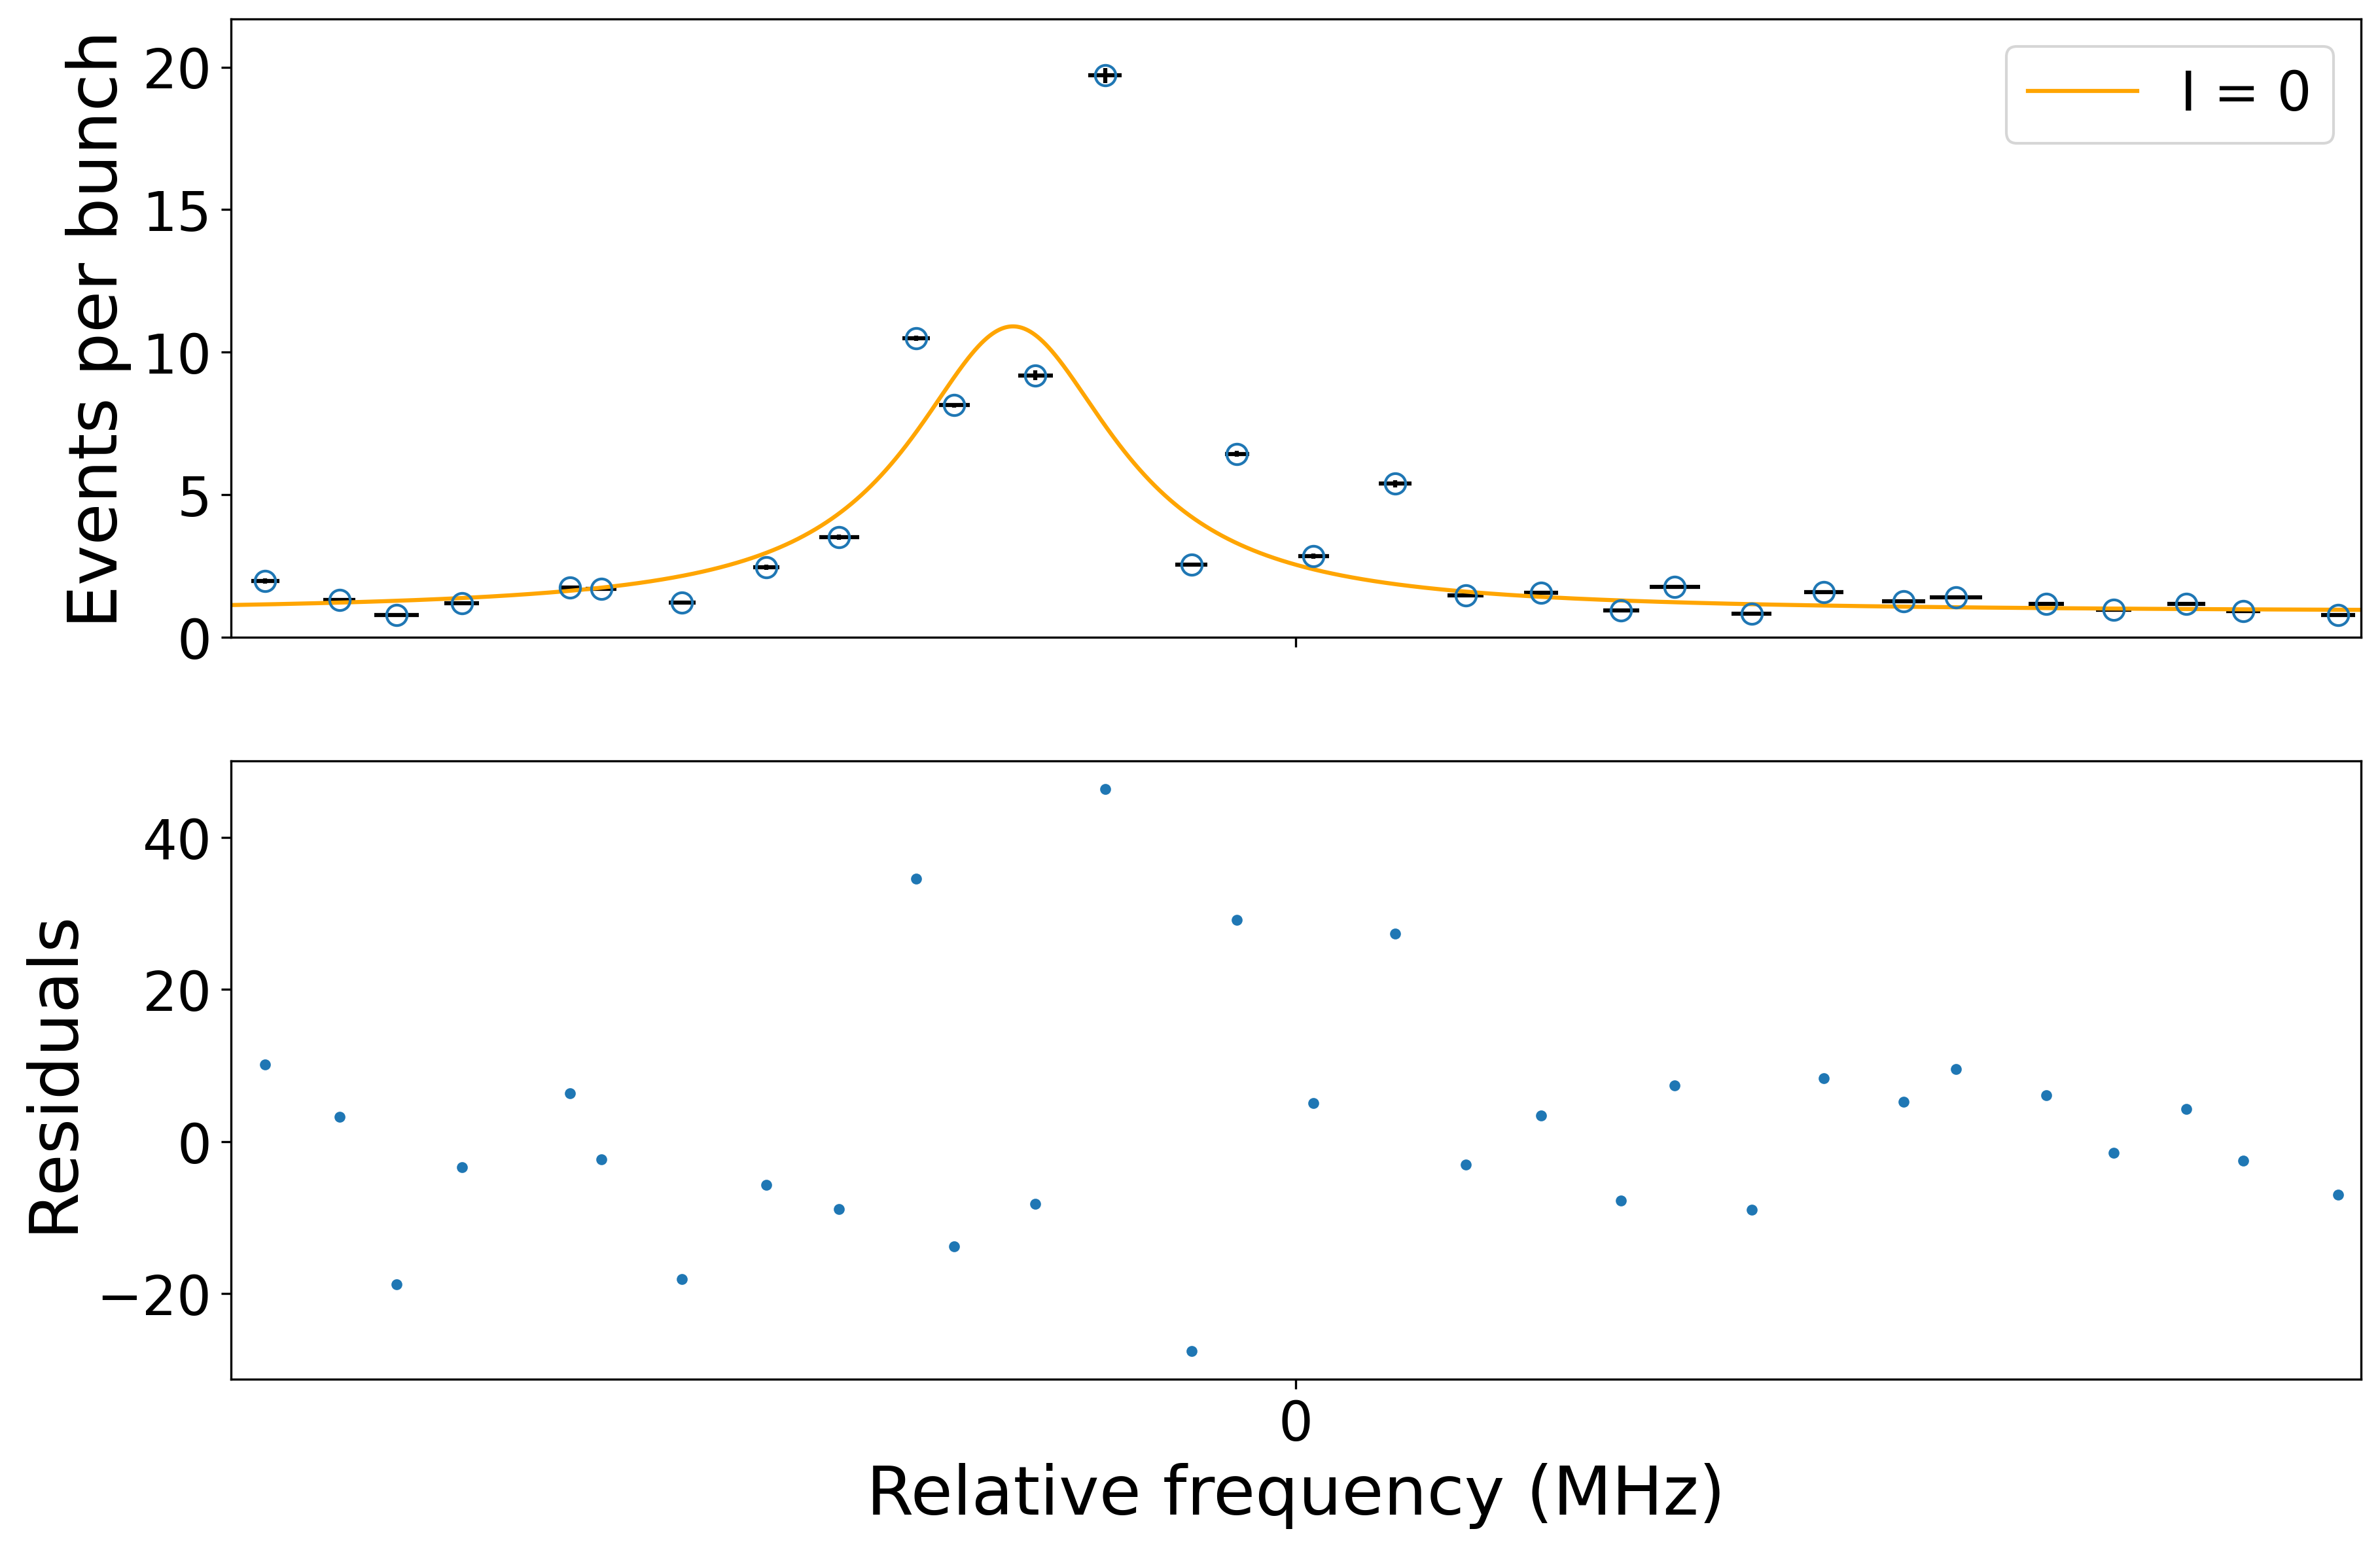 Events per bunch
20
15
10
5
0
I = 0
Residuals
40
20
0
−20
0
Relative frequency (MHz)